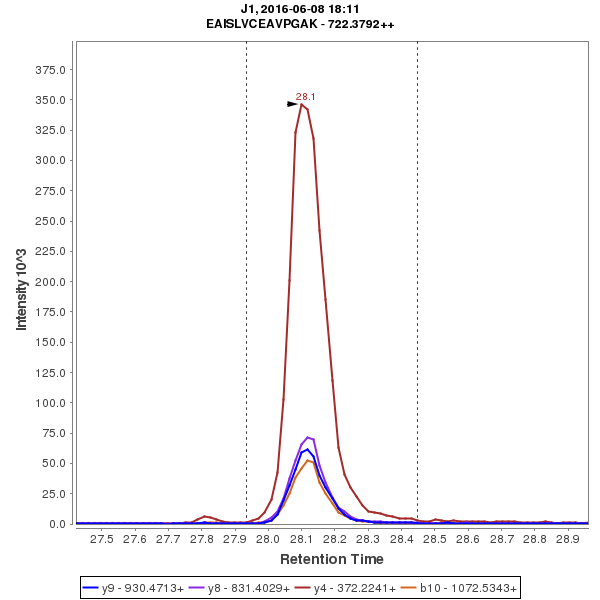 J1, 2016-06-08 18:11
EAISLVCEAVPGAK - 722.3792++
Intensity 10^3
375.0
350.0
325.0
300.0
275.0
250.0
225.0
200.0
175.0
150.0
125.0
100.0
75.0
50.0
25.0
0.0
28.1
27.5 27.6 27.7 27.8 27.9 28.0 28.1 28.2 28.3 28.4 28.5 28.6 28.7 28.8 28.9
Retention Time
y9 - 930.4713+ y8 - 831.4029+ y4 - 372.2241+ b10 - 1072.5343+